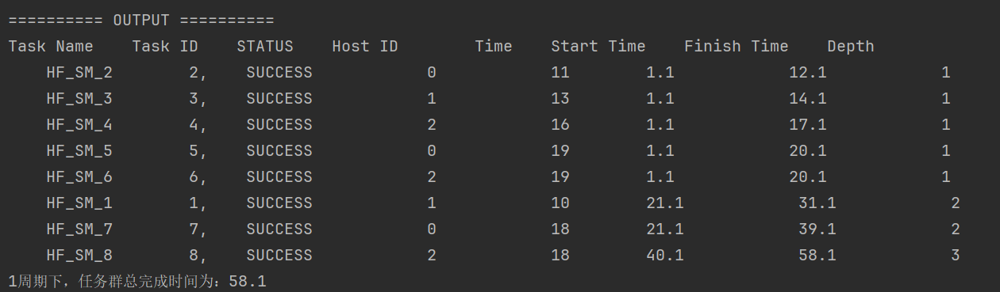 ========== OUTPUT ==========
Task Name    Task ID    STATUS    Host ID        Time    Start Time    Finish Time    Depth
HF_SM_2        2,    SUCCESS            0            11        1.1            12.1            1
HF_SM_3        3,    SUCCESS            1            13        1.1            14.1            1
HF_SM_4        4,    SUCCESS            2            16        1.1            17.1            1
HF_SM_5        5,    SUCCESS            0            19        1.1            20.1            1
HF_SM_6        6,    SUCCESS            2            19        1.1            20.1            1
HF_SM_1        1,    SUCCESS            1            10        21.1            31.1            2
HF_SM_7        7,    SUCCESS            0            18        21.1            39.1            2
HF_SM_8        8,    SUCCESS            2            18        40.1            58.1            3
1周期下，任务群总完成时间为：58.1